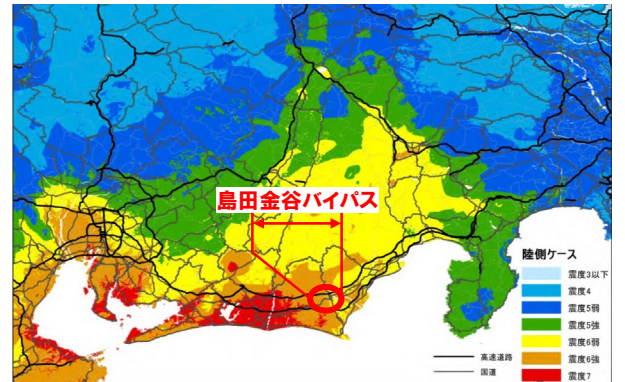 島田金谷バイパス
陸側ケース
震度3以下
震度4
震度5弱
震度5強
震度6弱
震度6強
震度7
高速道路
国道